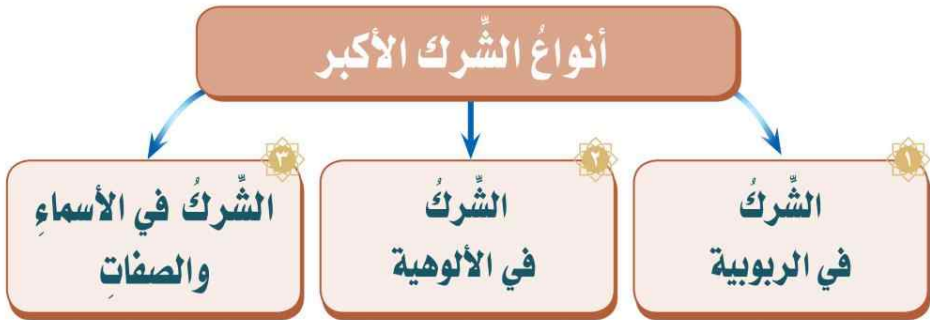 أنواعُ الشِّرك الأكبر
١
الشِّركُ
في الربوبية
٢
الشِّركُ
في الألوهية
٣
الشِّركُ في الأسماءِ
والصفاتِ